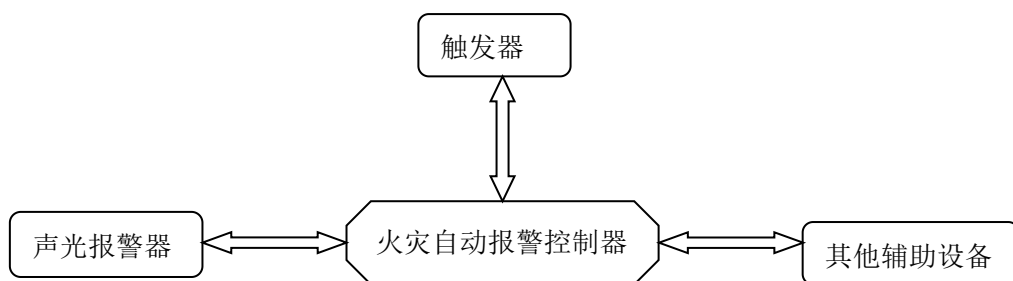 触发器
声光报警器
火灾自动报警控制器
其他辅助设备